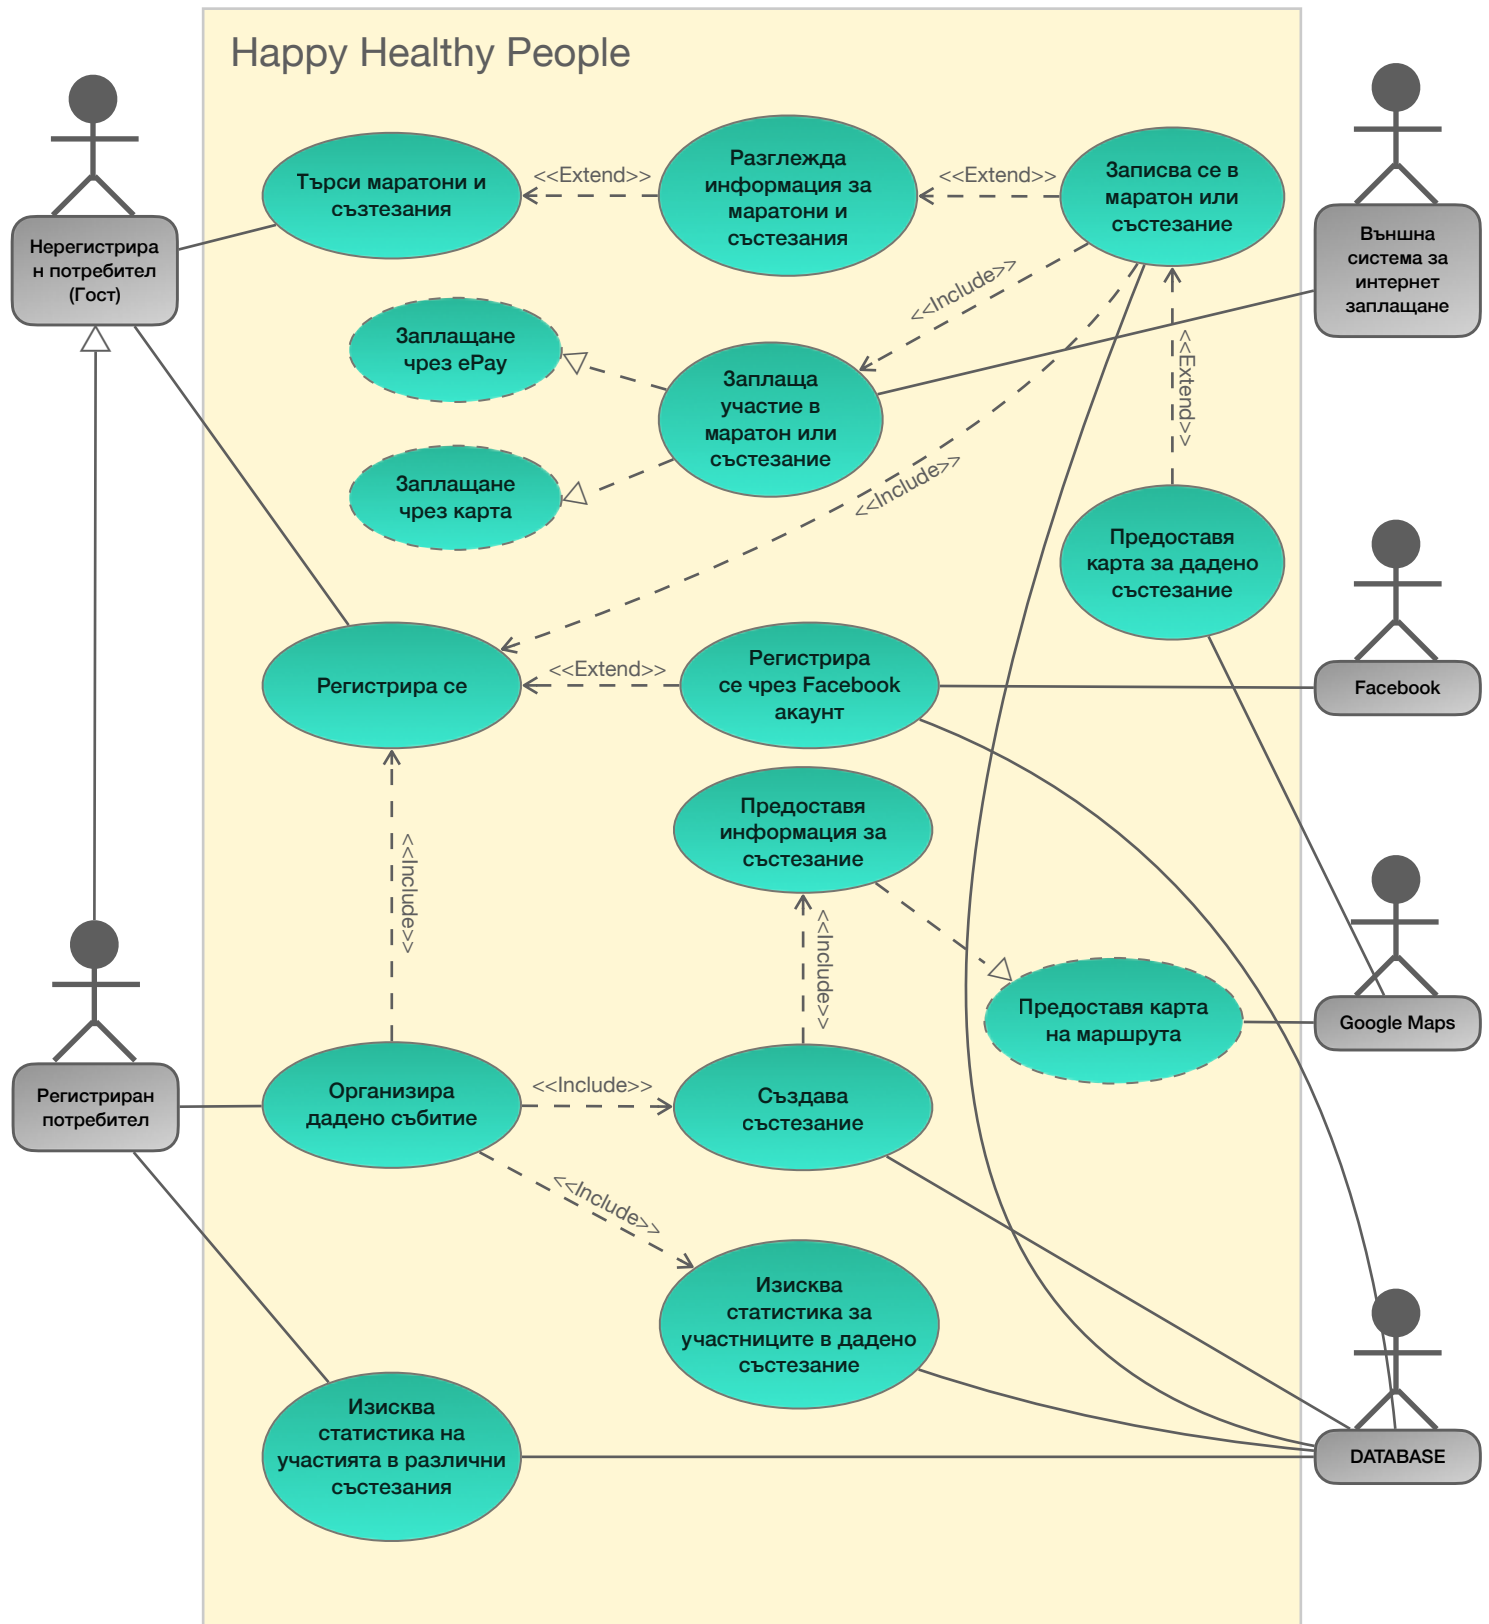 Happy Healthy People
Нерегистрира
н потребител
(Гост)
Търси маратони и
съзтезания
<<Extend>>
Разглежда
информация за
маратони и
състезания
<<Extend>>
Записва се в
маратон или
състезание
Външна
система за
интернет
заплащане
<<Include>>
Заплащане
чрез ePay
<<Extend>>
Заплаща
участие в
маратон или
състезание
Заплащане
чрез карта
<<Include>>
Предоставя
карта за дадено
състезание
Регистрира се
<<Extend>>
Регистрира
се чрез Facebook
акаунт
Facebook
<<Include>>
Предоставя
информация за
състезание
<<Include>>
Предоставя карта
на маршрута
Google Maps
Регистриран
потребител
Организира
дадено събитие
<<Include>>
Създава
състезание
<<Include>>
Изисква
статистика за
участниците в дадено
състезание
Изисква
статистика на
участията в различни
състезания
DATABASE